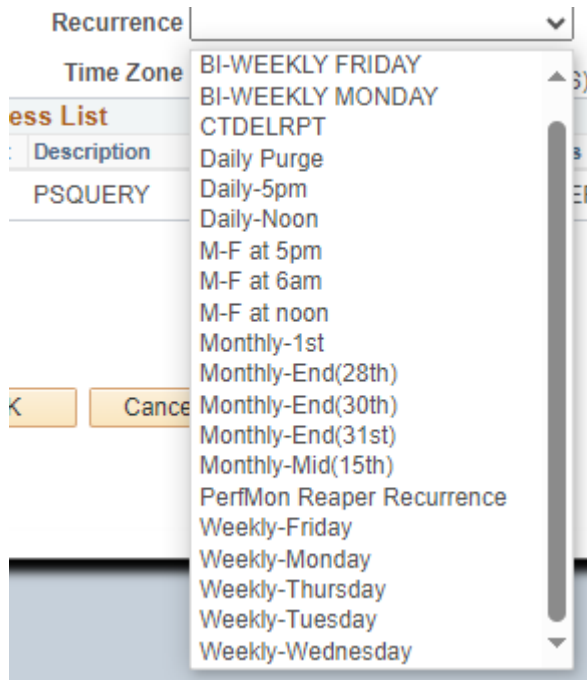 Recurrence
Time Zone
BI-WEEKLY FRIDAY
S)
BI-WEEKLY MONDAY
ess List
CTDELRPT
Description
s
Daily Purge
PSQUERY
Daily-5pm
Daily-Noon
M-F at 5pm
M-F at 6am
M-F at noon
Monthly-1st
Monthly-End(28th)
K
Cance
Monthly-End(30th)
Monthly-End(31st)
Monthly-Mid(15th)
PerfMon Reaper Recurrence
Weekly-Friday
Weekly-Monday
Weekly-Thursday
Weekly-Tuesday
Weekly-Wednesday